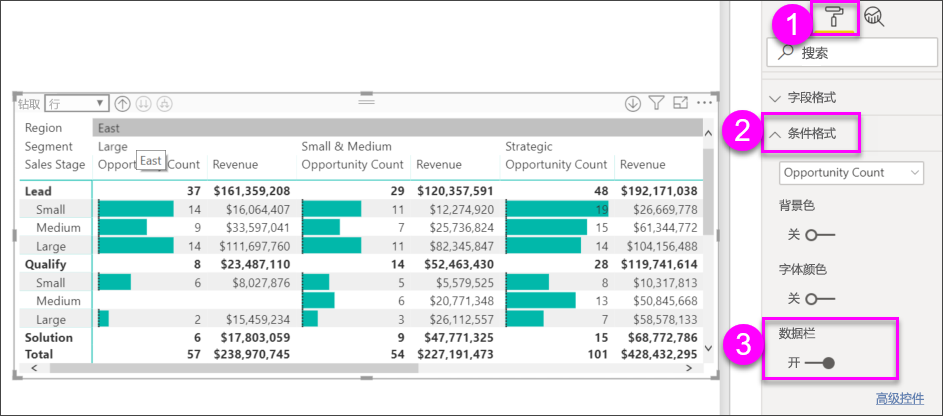 1
搜索
钻取 行
字段格式
Region East
2
条件格式
Segment Large Small & Medium Strategic
East
Sales Stage Opportunity Count Revenue Opportunity Count Revenue Opportunity Count Revenue
Opportunity Count
Lead 37 $161,359,208 29 $120,357,591 48 $192,171,038
Small 14 $16,064,407 11 $12,274,920 19 $26,669,778
背景色
Medium 9 $33,597,041 7 $25,736,824 15 $61,344,772
关
Large 14 $111,697,760 11 $82,345,847 14 $104,156,488
Qualify 8 $23,487,110 14 $52,463,430 28 $119,741,614
字体颜色
Small 6 $8,027,876 5 $5,579,525 8 $10,317,813
关
Medium 6 $20,771,348 13 $50,845,668
Large 2 $15,459,234 3 $26,112,557 7 $58,578,133
3
数据栏
Solution 6 $17,803,059 9 $47,771,325 15 $68,772,786
Total 57 $238,970,745 54 $227,191,473 101 $428,432,295
开
高级控件